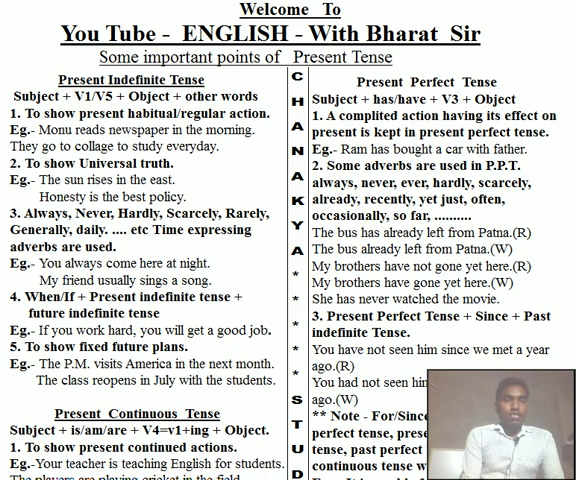 Welcome To
You Tube - ENGLISH - With Bharat Sir
Some important points of Present Tense
Present Indefinite Tense
Subject + V1/V5 + Object + other words
1. To show present habitual/regular action.
Eg.- Monu reads newspaper in the morning.
They go to collage to study everyday.
2. To show Universal truth.
Eg.- The sun rises in the east.
Honesty is the best policy.
3. Always, Never, Hardly, Scarcely, Rarely,
Generally, daily. .... etc Time expressing
adverbs are used.
Eg.- You always come here at night.
My friend usually sings a song.
4. When/If + Present indefinite tense +
future indefinite tense
Eg.- If you work hard, you will get a good job.
5. To show fixed future plans.
Eg.- The P.M. visits America in the next month.
The class reopens in July with the students.
Present Continuous Tense
Subject + is/am/are + V4=v1+ing + Object.
1. To show present continued actions.
Eg.-Your teacher is teaching English for students.
The players are playing cricket in the field.
C
H
A
N
A
K
Y
A
*
*
*
*
*
S
T
U
D
Present Perfect Tense
Subject + has/have + V3 + Object
1. A complited action having its effect on
present is kept in present perfect tense.
Eg.- Ram has bought a car with father.
2. Some adverbs are used in P.P.T.
always, never, ever, hardly, scarcely,
already, recently, yet just, often,
occasionally, so far, ..........
The bus has already left from Patna.(R)
The bus already left from Patna.(W)
My brothers have not gone yet here.(R)
My brothers have gone yet here.(W)
She has never watched the movie.
3. Present Perfect Tense + Since + Past
indefinite Tense.
You have not seen him since we met a year
ago.(R)
You had not seen him
ago.(W)
** Note - For/Since
perfect tense, prese
tense, past perfect
continuous tense w